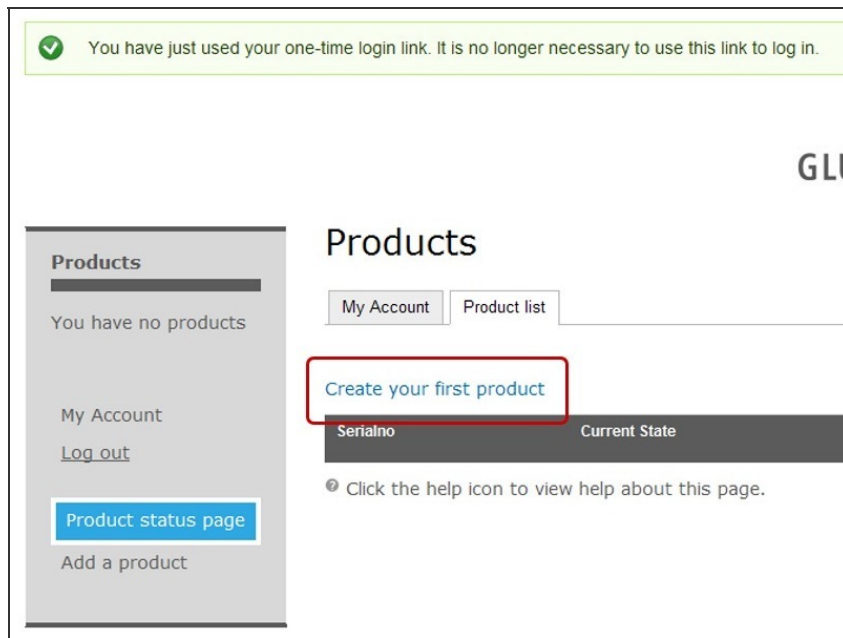 You have just used your one-time login link. It is no longer necessary to use this link to log in.
GLU
Products
You have no products
My Account
Log out
Product status page
Add a product
Products
My Account
Product list
Create your first product
Serialno
Current State
Click the help icon to view help about this page.